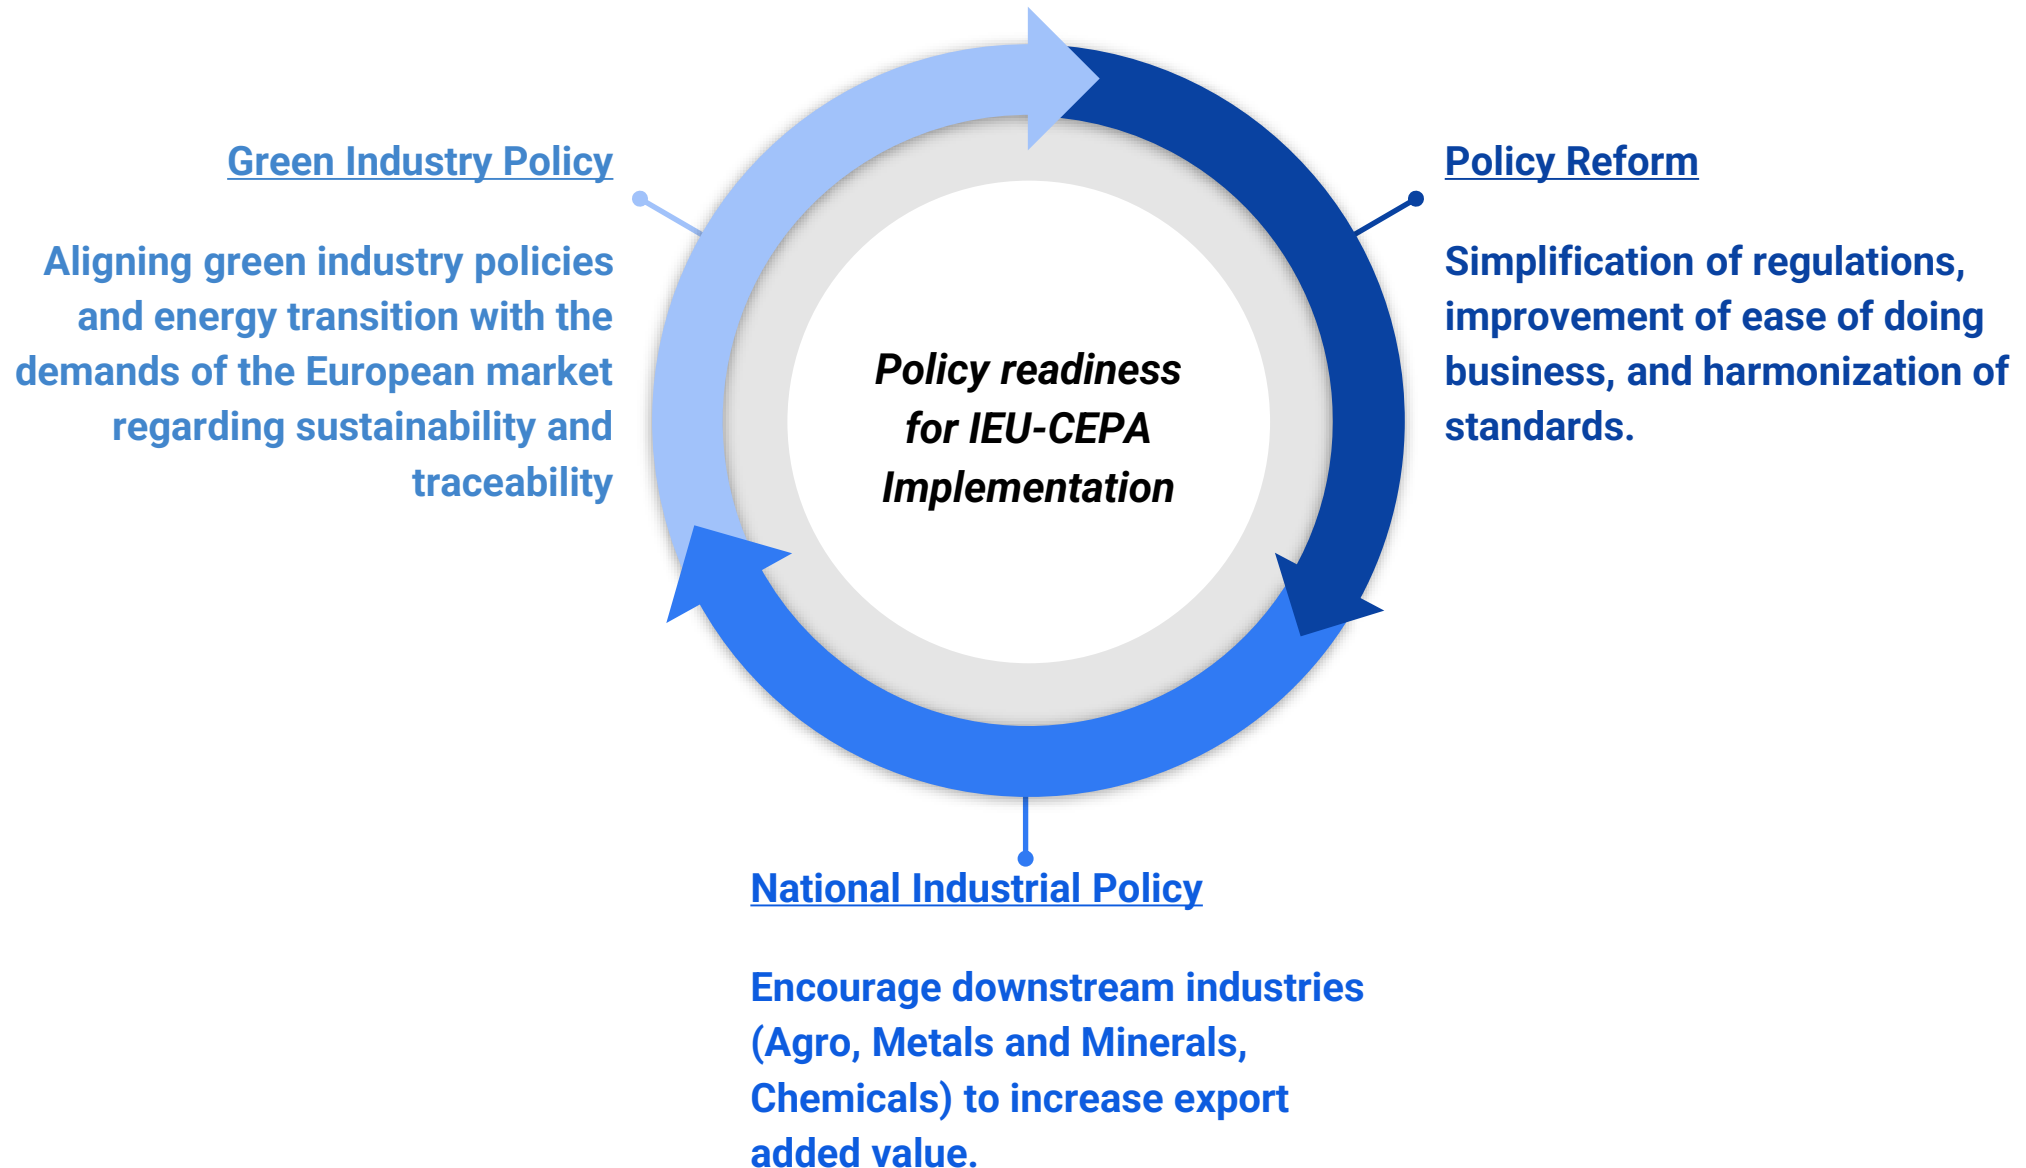 Green Industry Policy
Aligning green industry policies
and energy transition with the
demands of the European market
regarding sustainability and
traceability
Policy readiness
for IEU-CEPA
Implementation
Policy Reform
Simplification of regulations,
improvement of ease of doing
business, and harmonization of
standards.
National Industrial Policy
Encourage downstream industries
(Agro, Metals and Minerals,
Chemicals) to increase export
added value.